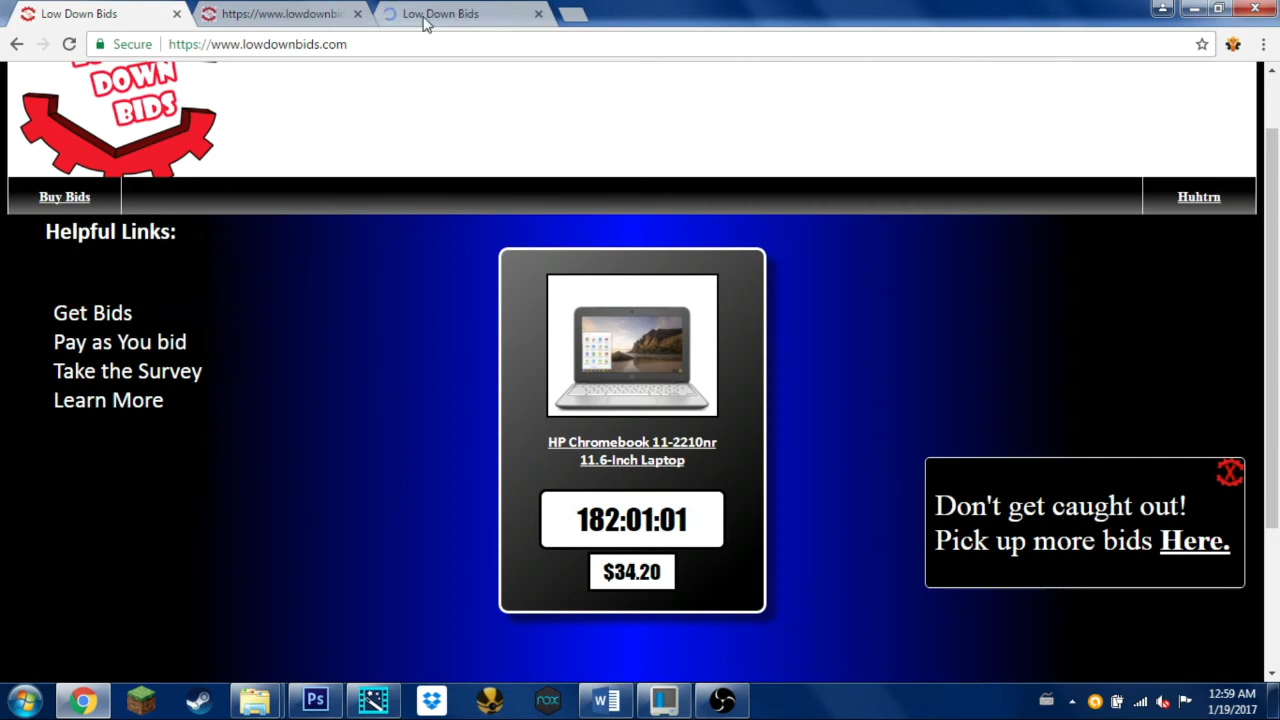 Low Down Bids
https://www.lowdownbi
Low Down Bids
Secure
https://www.lowdownbids.com
DOWN
BIDS
Buy Bids
Huhtrn
Helpful Links:
Get Bids
Pay as You bid
Take the Survey
Learn More
HP Chromebook 11-2210nr
11.6-Inch Laptop
182:01:01
$34.20
X
Don't get caught out!
Pick up more bids Here.
Ps
nox
W
12:59 AM
1/19/2017